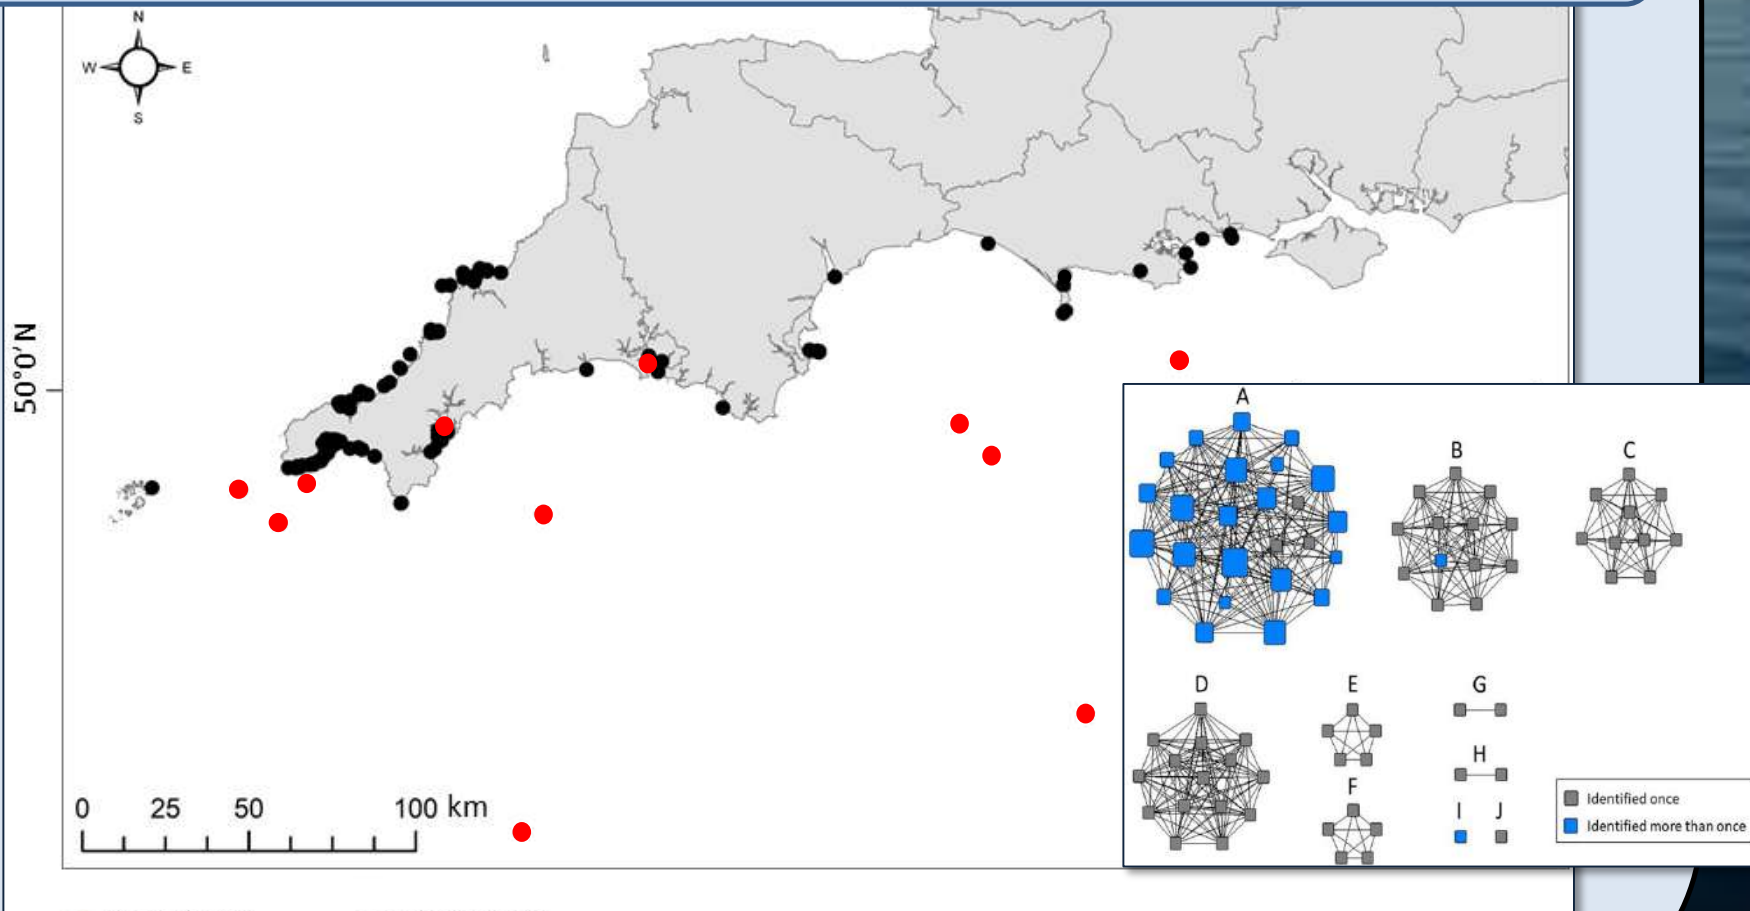 N
W E
S
50°0'N
0 25 50 100 km
A
B C
D E G
H
F
I J
Identified once
Identified more than once